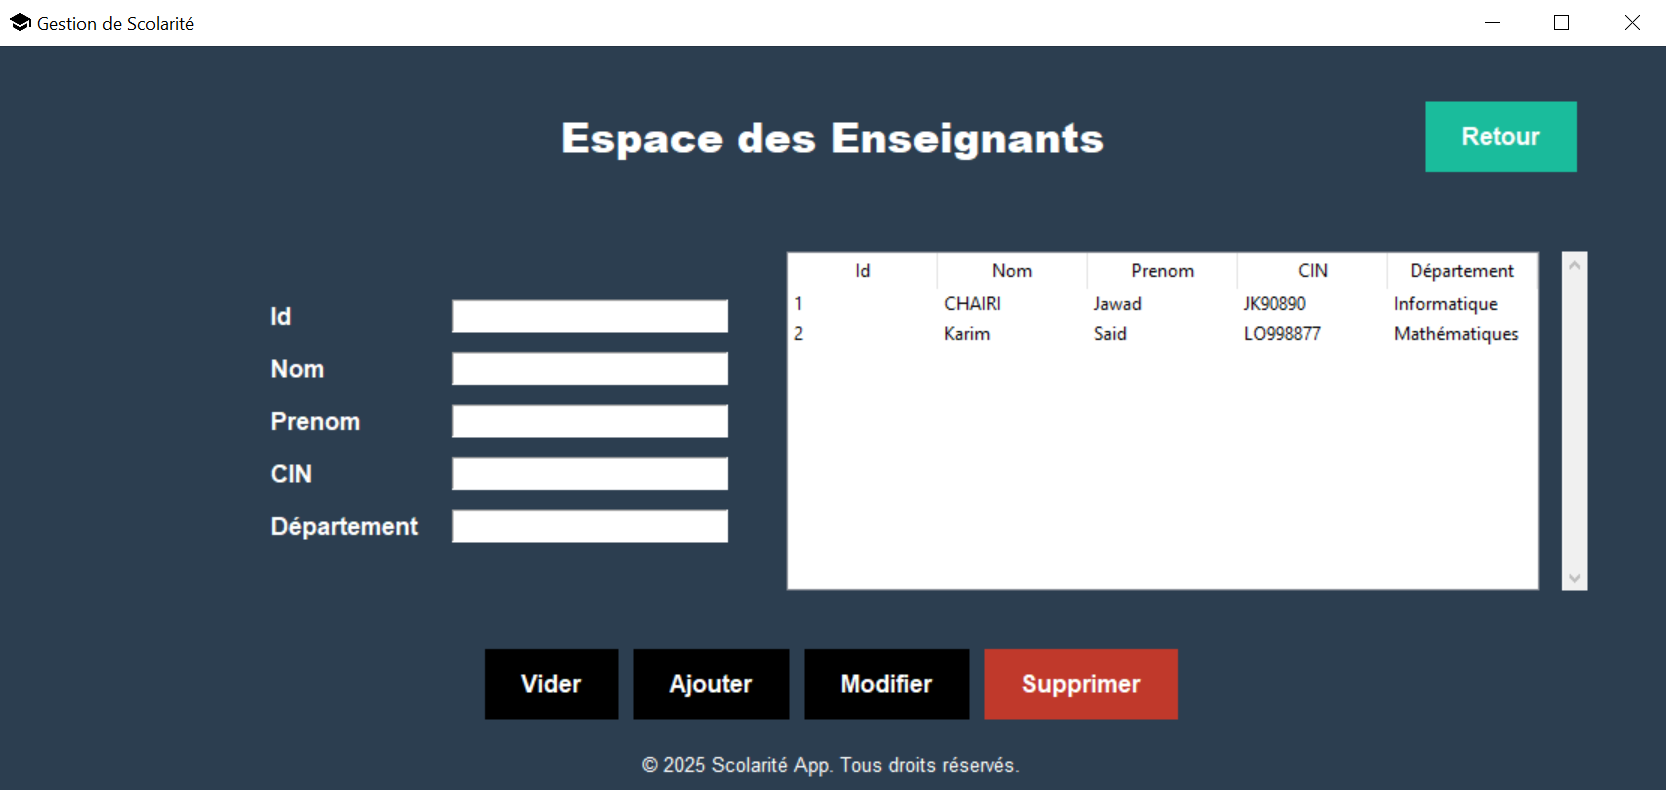 Gestion de Scolarité
Espace des Enseignants
Retour
Id
Nom
Prenom
CIN
Département
Id Nom Prenom CIN Département
1 CHAIRI Jawad JK90890 Informatique
2 Karim Said LO998877 Mathématiques
Vider Ajouter Modifier Supprimer
© 2025 Scolarité App. Tous droits réservés.